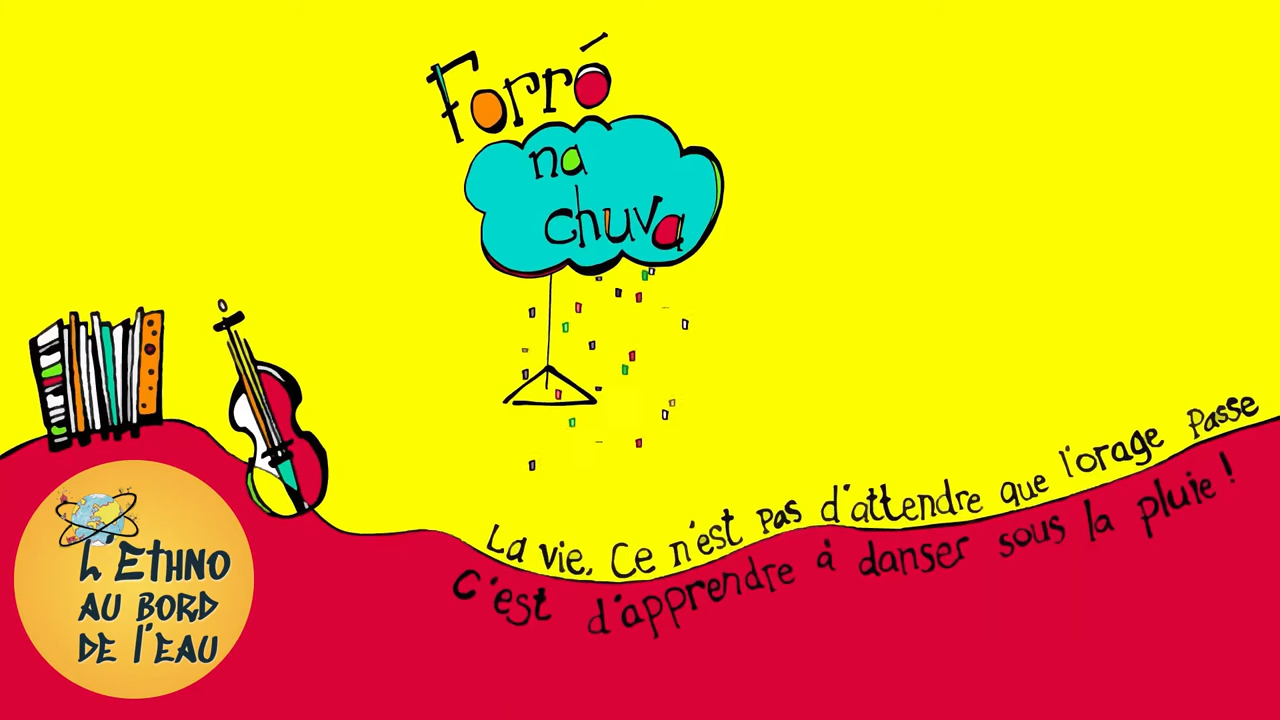 Forró
na
chuva
La vie, Ce n'est pas d'attendre que l'orage Passe
c'est d'apprendre à danser sous la pluie !
L'ETHNO
AU BORD
DE L'EAU